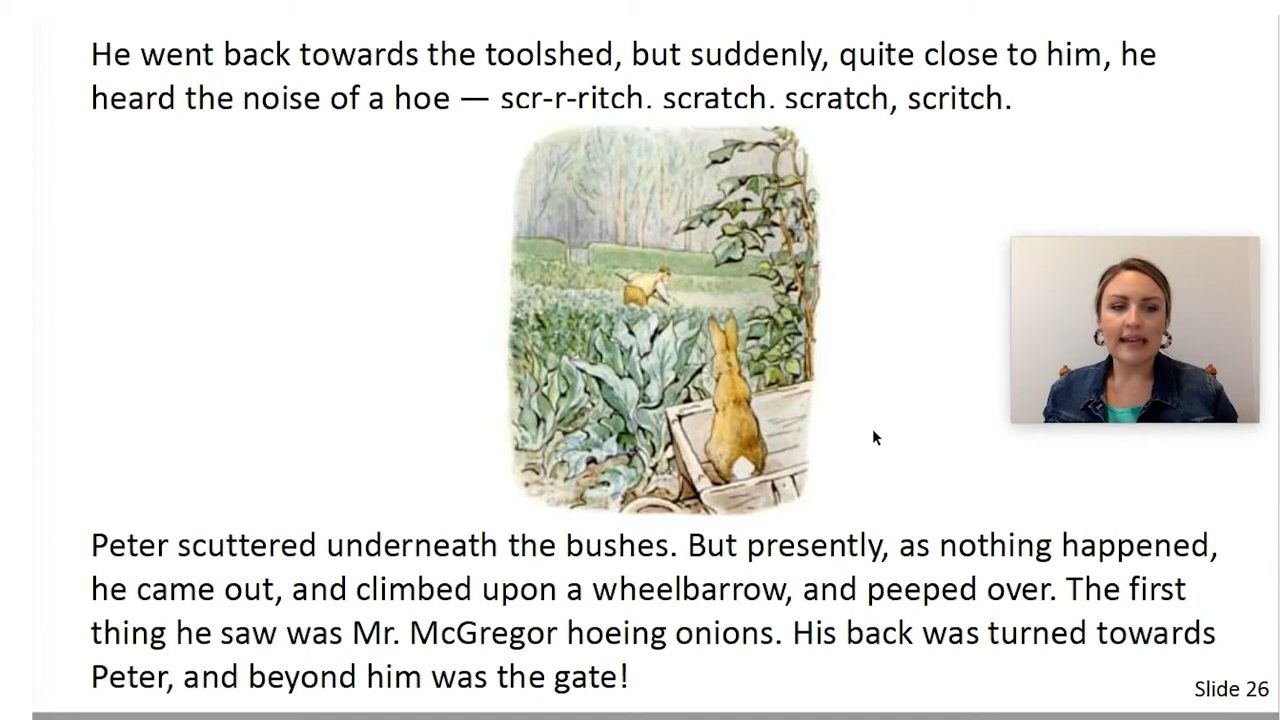 He went back towards the toolshed, but suddenly, quite close to him, he
heard the noise of a hoe — scr-r-ritch, scratch, scratch, scritch.
Peter scuttered underneath the bushes. But presently, as nothing happened,
he came out, and climbed upon a wheelbarrow, and peeped over. The first
thing he saw was Mr. McGregor hoeing onions. His back was turned towards
Peter, and beyond him was the gate!
Slide 26